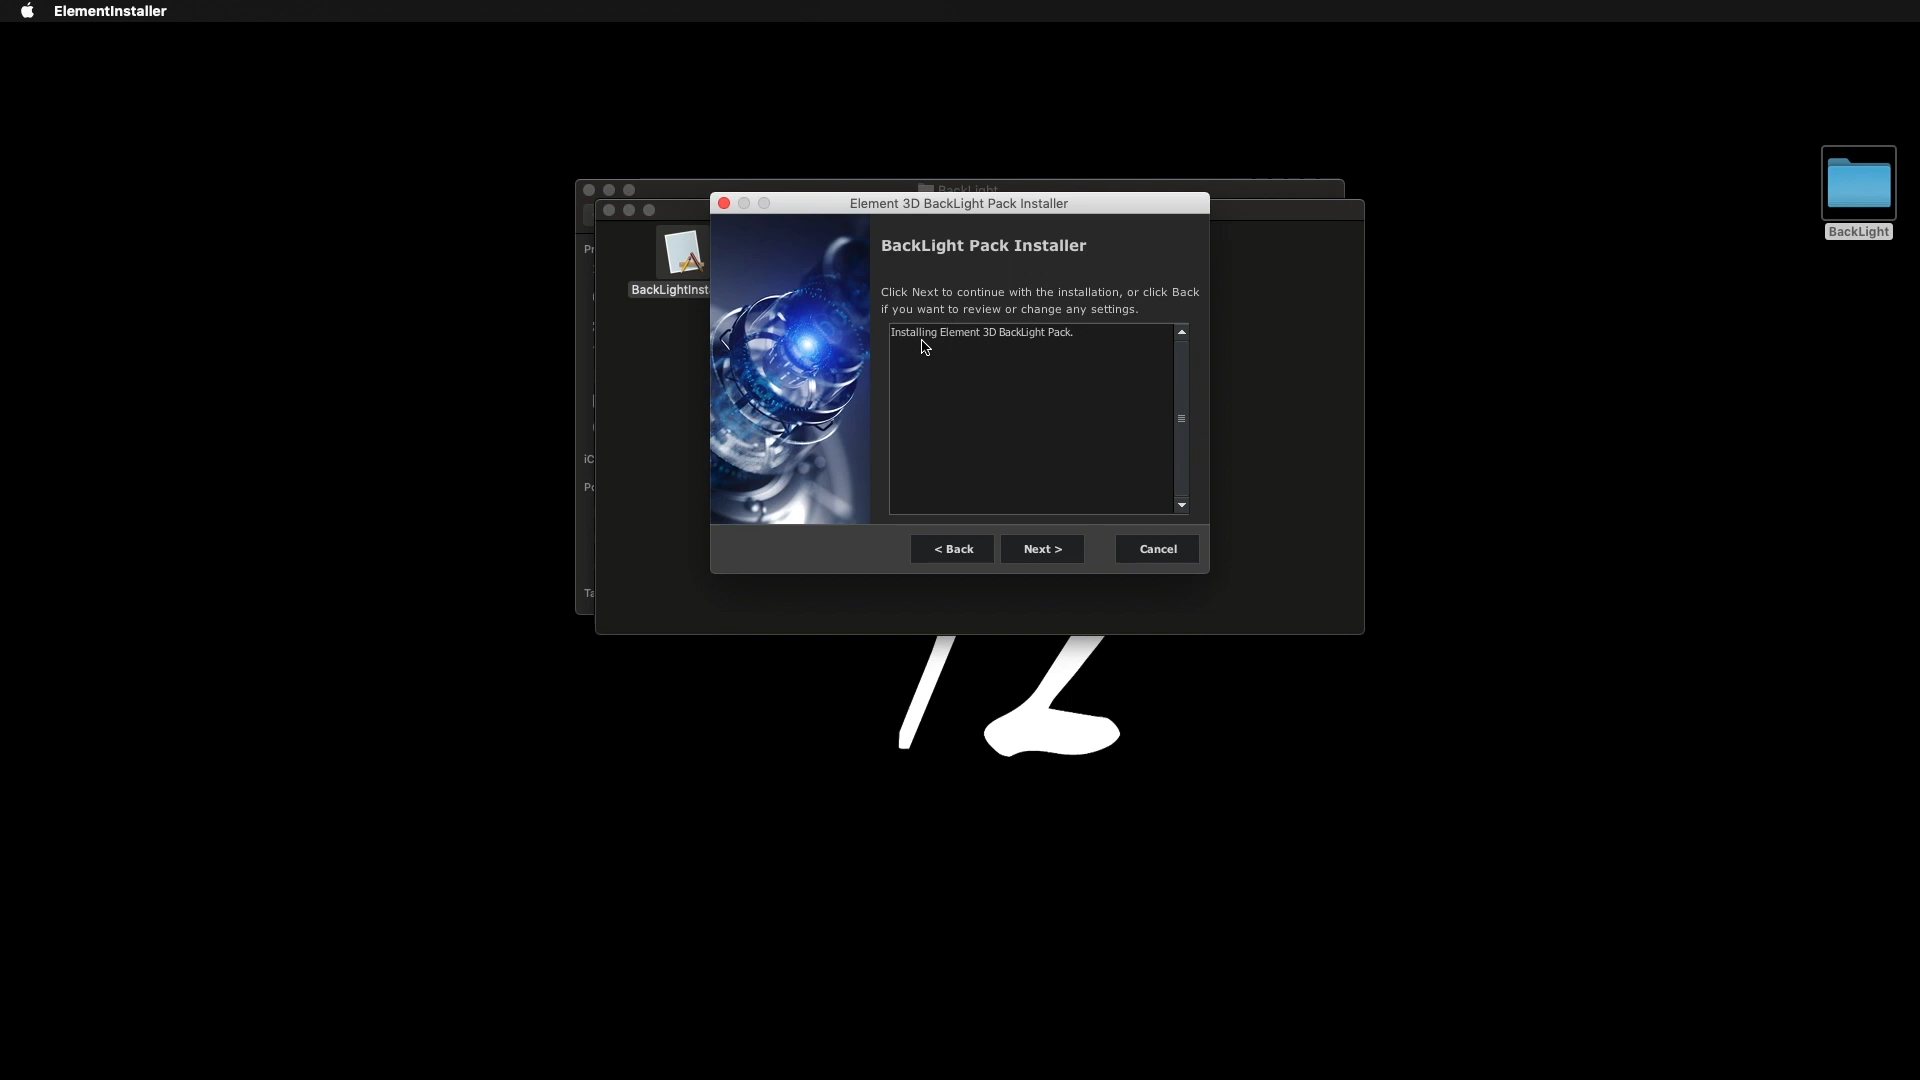 ElementInstaller
BackLight
Element 3D BackLight Pack Installer
BackLight Pack Installer
BackLight
BackLightInst
Click Next to continue with the installation, or click Back
if you want to review or change any settings.
Installing Element 3D BackLight Pack.
iC
< Back
Next >
Cancel
Ta